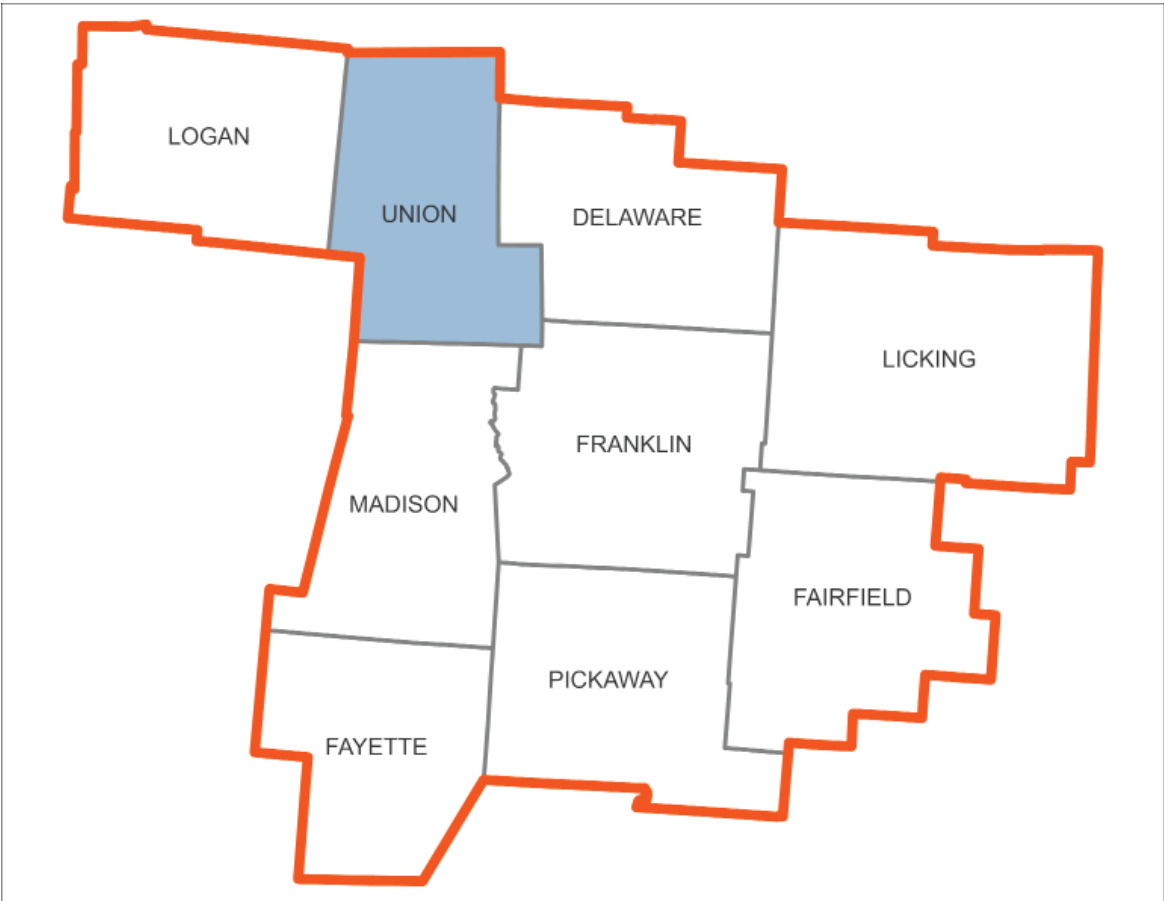 LOGAN
UNION
DELAWARE
LICKING
FRANKLIN
MADISON
FAIRFIELD
PICKAWAY
FAYETTE